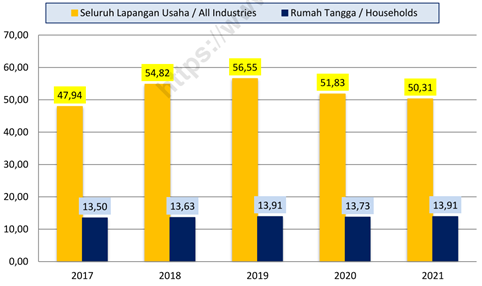 Seluruh Lapangan Usaha / All Industries Rumah Tangga / Households
70,00
60,00
50,00
40,00
30,00
20,00
10,00
0,00
47,94 54,82 56,55 51,83 50,31
13,50 13,63 13,91 13,73 13,91
2017 2018 2019 2020 2021
https://w